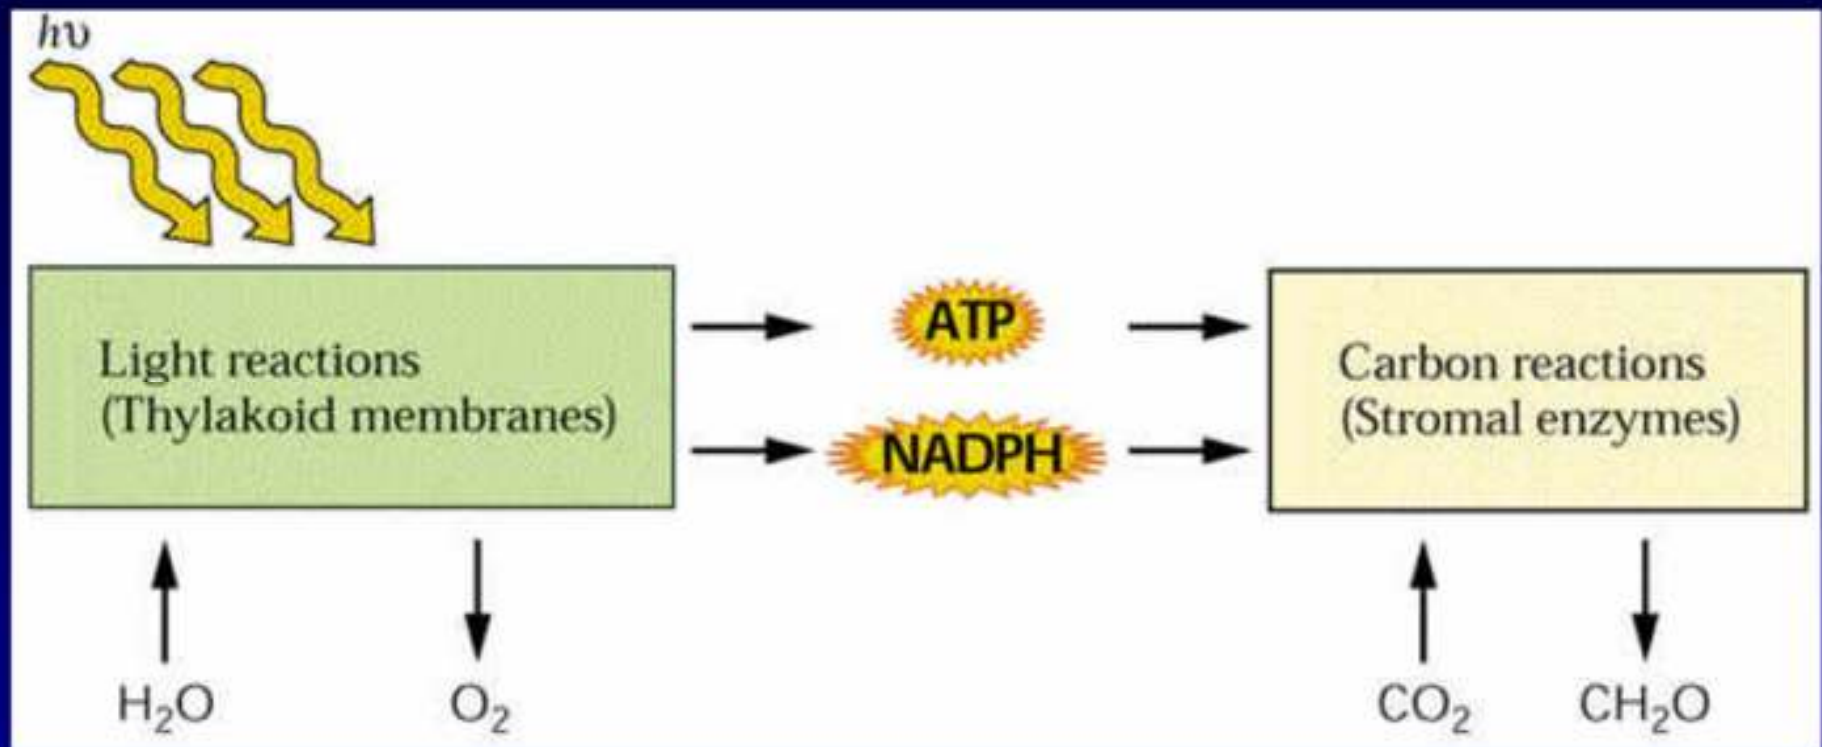 hυ
Light reactions
(Thylakoid membranes)
ATP
NADPH
Carbon reactions
(Stromal enzymes)
H₂O
O₂
CO₂
CH₂O